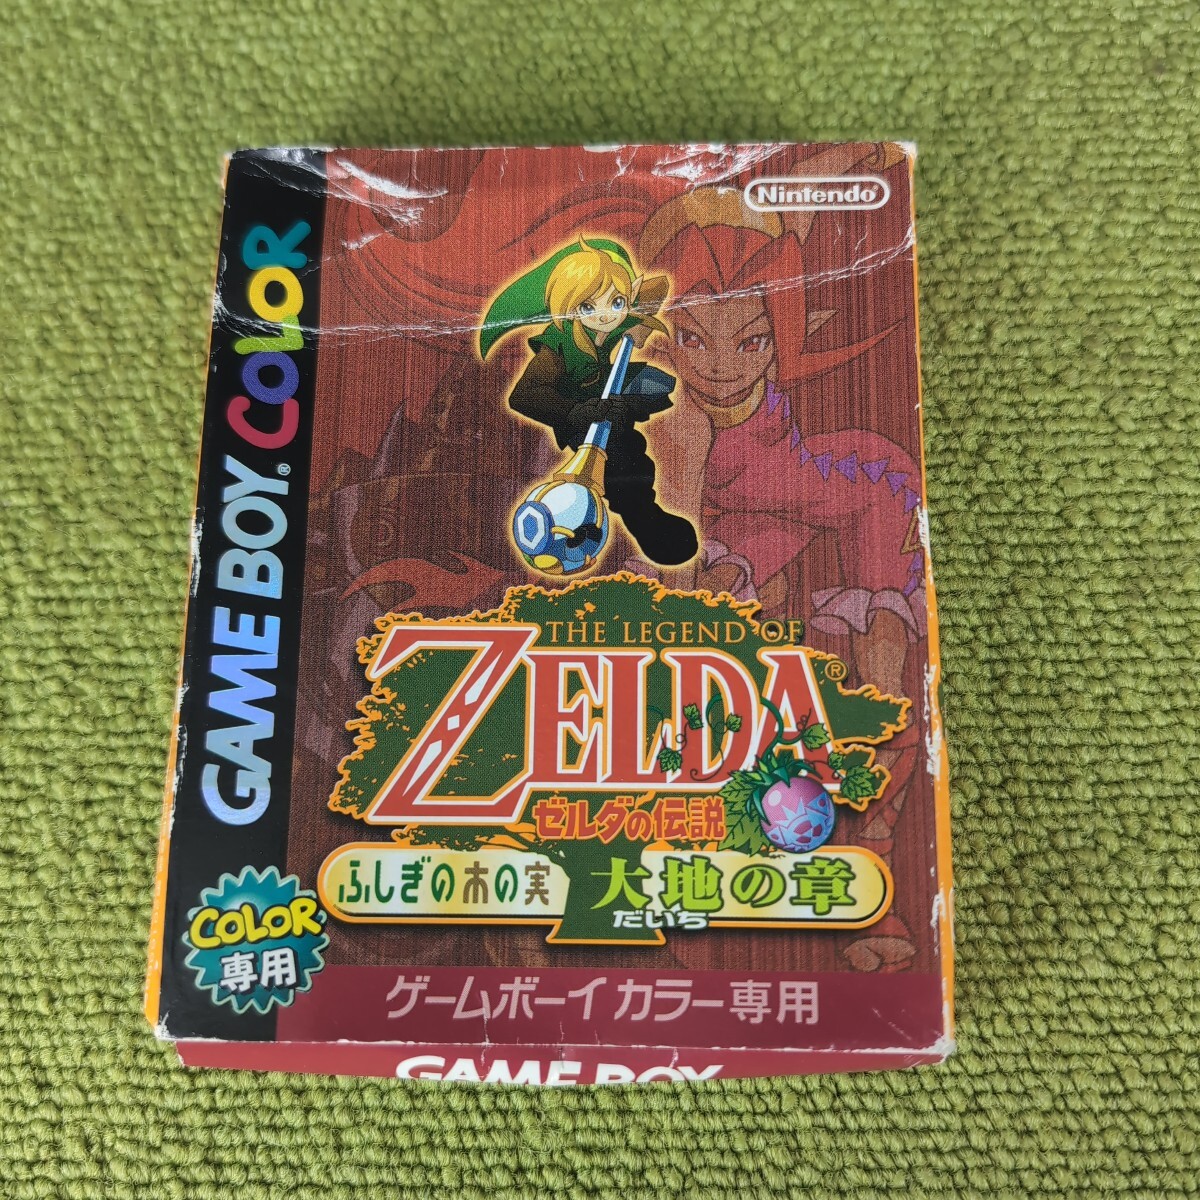 Nintendo®
GAME BOY® COLOR
THE LEGEND OF
ZELDA®
ゼルダの伝説
ふしぎの木の実
大地の章
だいち
COLOR
専用
ゲームボーイカラー専用
GAME BOY